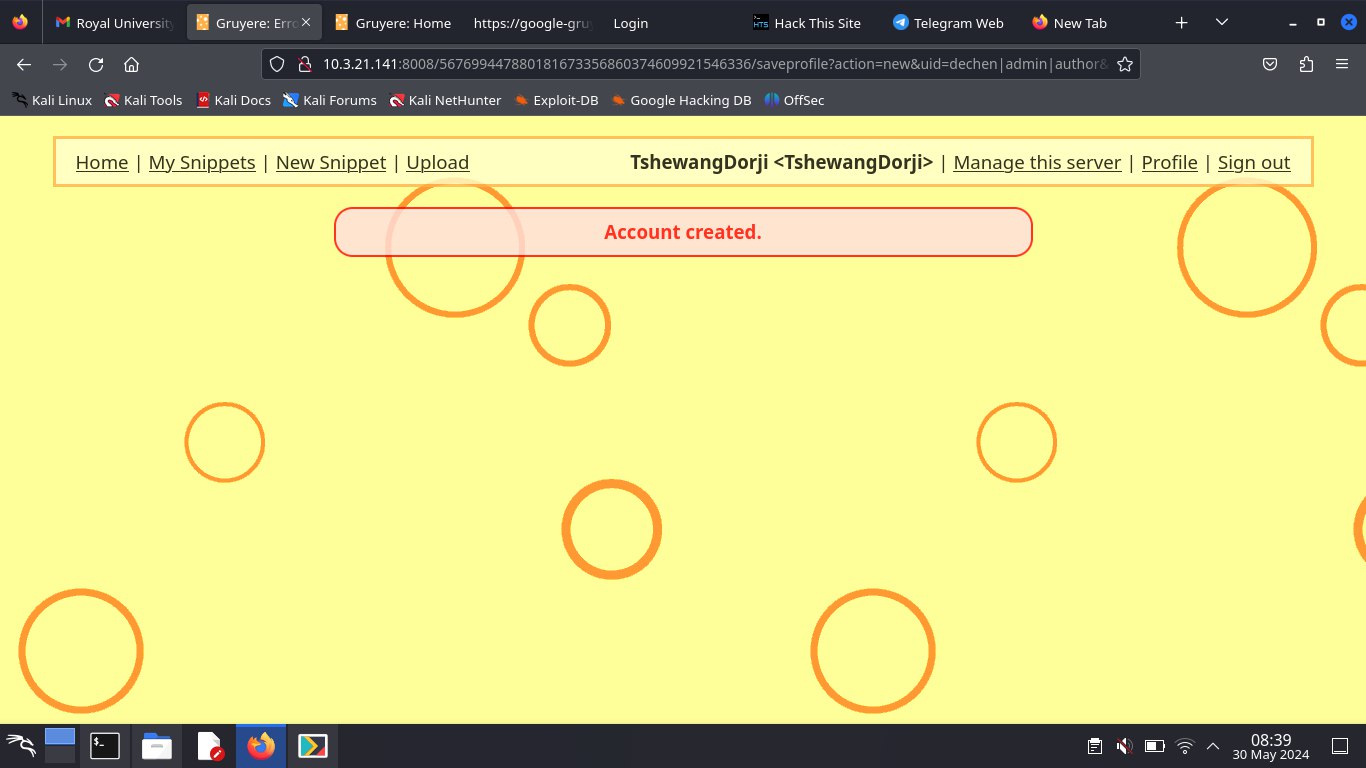 Royal University
Gruyere: Erro
Gruyere: Home
https://google-gru
Login
Hack This Site
Telegram Web
New Tab
10.3.21.141:8008/567699447880181673356860374609921546336/saveprofile?action=new&uid=dechen|admin|author&
Kali Linux
Kali Tools
Kali Docs
Kali Forums
Kali NetHunter
Exploit-DB
Google Hacking DB
OffSec
Home | My Snippets | New Snippet | Upload
TshewangDorji <TshewangDorji> | Manage this server | Profile | Sign out
Account created.
08:39
30 May 2024